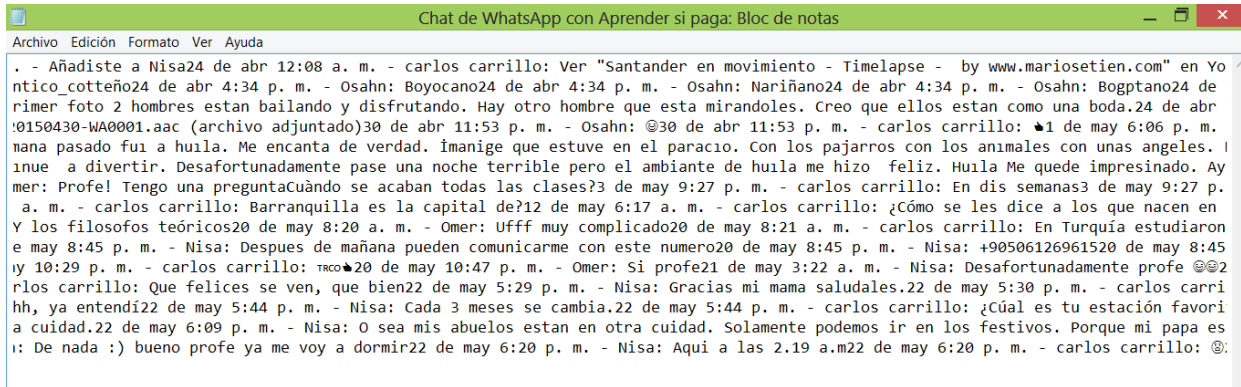 Chat de WhatsApp con Aprender si paga: Bloc de notas
Archivo Edición Formato Ver Ayuda
. - Añadiste a Nisa24 de abr 12:08 a. m. - carlos carrillo: Ver "Santander en movimiento - Timelapse - by www.mariosetien.com" en Yo
ntico_cotteño24 de abr 4:34 p. m. - Osahn: Boyocano24 de abr 4:34 p. m. - Osahn: Nariñano24 de abr 4:34 p. m. - Osahn: Bogptano24 de
rimer foto 2 hombres estan bailando y disfrutando. Hay otro hombre que esta mirandoles. Creo que ellos estan como una boda.24 de abr
20150430-WA0001.aac (archivo adjuntado)30 de abr 11:53 p. m. - Osahn: 😀30 de abr 11:53 p. m. - carlos carrillo: 👍1 de may 6:06 p. m.
mana pasado fuı a huıla. Me encanta de verdad. İmanige que estuve en el paracıo. Con los pajarros con los anımales con unas angeles.
ınue a divertir. Desafortunadamente pase una noche terrible pero el ambiante de huıla me hizo feliz. Huıla Me quede impresinado. Ay
mer: Profe! Tengo una preguntaCuàndo se acaban todas las clases?3 de may 9:27 p. m. - carlos carrillo: En dis semanas3 de may 9:27 p.
a. m. - carlos carrillo: Barranquilla es la capital de?12 de may 6:17 a. m. - carlos carrillo: ¿Cómo se les dice a los que nacen en
Y los filosofos teóricos20 de may 8:20 a. m. - Omer: Ufff muy complicado20 de may 8:21 a. m. - carlos carrillo: En Turquía estudiaron
e may 8:45 p. m. - Nisa: Despues de mañana pueden comunicarme con este numero20 de may 8:45 p. m. - Nisa: +90506126961520 de may 8:45
ay 10:29 p. m. - carlos carrillo: 👍20 de may 10:47 p. m. - Omer: Si profe21 de may 3:22 a. m. - Nisa: Desafortunadamente profe 😀😀2
rlos carrillo: Que felices se ven, que bien22 de may 5:29 p. m. - Nisa: Gracias mi mama saludales.22 de may 5:30 p. m. - carlos carri
hh, ya entendí22 de may 5:44 p. m. - Nisa: Cada 3 meses se cambia.22 de may 5:44 p. m. - carlos carrillo: ¿Cúal es tu estación favori
a cuidad.22 de may 6:09 p. m. - Nisa: O sea mis abuelos estan en otra cuidad. Solamente podemos ir en los festivos. Porque mi papa es
: De nada :) bueno profe ya me voy a dormir22 de may 6:20 p. m. - Nisa: Aqui a las 2.19 a.m22 de may 6:20 p. m. - carlos carrillo: